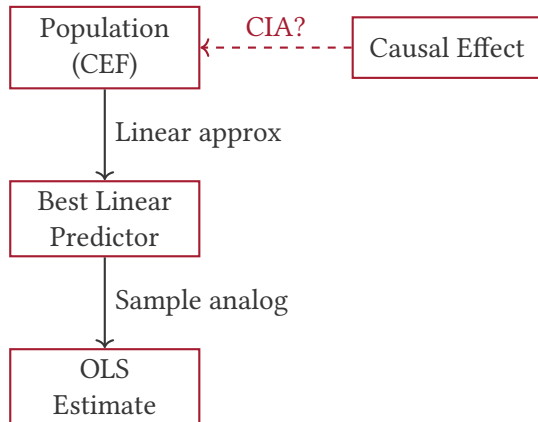 Population
(CEF)
CIA?
Causal Effect
Linear approx
Best Linear
Predictor
Sample analog
OLS
Estimate